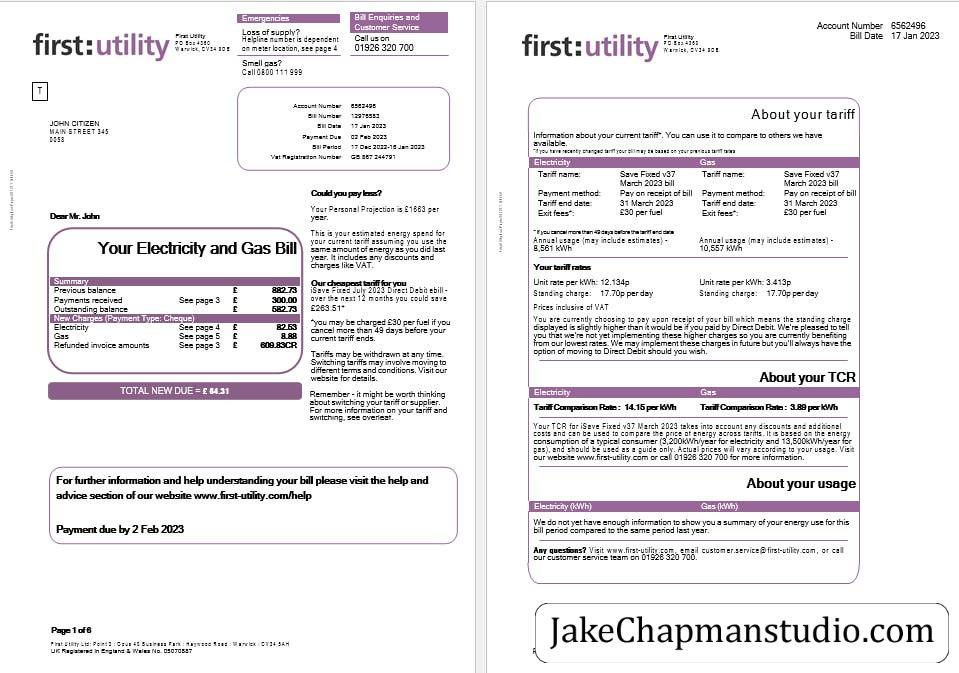 first:utility
First Utility
PO Box 4360
Warwick, CV34 9DB
Emergencies
Loss of supply?
Helpline number is dependent
on meter location, see page 4
Smell gas?
Call 0800 111 999
Bill Enquiries and
Customer Service
Call us on
01926 320 700
T
JOHN CITIZEN
MAIN STREET 345
0058
Account Number 6562496
Bill Number 12976553
Bill Date 17 Jan 2023
Payment Due 02 Feb 2023
Bill Period 17 Dec 2022-16 Jan 2023
Vat Registration Number GB 867 244791
Dear Mr. John
Your Electricity and Gas Bill
Summary
Previous balance £ 882.73
Payments received See page 3 £ 300.00
Outstanding balance £ 582.73
New Charges (Payment Type: Cheque)
Electricity See page 4 £ 82.53
Gas See page 5 £ 8.88
Refunded invoice amounts See page 3 £ 609.83CR
TOTAL NEW DUE = £ 64.31
Could you pay less?
Your Personal Projection is £1663 per
year.
This is your estimated energy spend for
your current tariff assuming you use the
same amount of energy as you did last
year. It includes any discounts and
charges like VAT.
Our cheapest tariff for you
iSave Fixed July 2023 Direct Debit ebill -
over the next 12 months you could save
£263.51*
*you may be charged £30 per fuel if you
cancel more than 49 days before your
current tariff ends.
Tariffs may be withdrawn at any time.
Switching tariffs may involve moving to
different terms and conditions. Visit our
website for details.
Remember - it might be worth thinking
about switching your tariff or supplier.
For more information on your tariff and
switching, see overleaf.
For further information and help understanding your bill please visit the help and
advice section of our website www.first-utility.com/help
Payment due by 2 Feb 2023
Page 1 of 6
First Utility Ltd: Point 3 / Opus 40 Business Park / Haywood Road / Warwick / CV34 5AH
UK Registered in England & Wales No. 05070887
first:utility
First Utility
PO Box 4360
Warwick, CV34 9DB
Account Number 6562496
Bill Date 17 Jan 2023
About your tariff
Information about your current tariff*. You can use it to compare to others we have
available.
*If you have recently changed tariff your bill may be based on your previous tariff rates
Electricity Gas
Tariff name: Save Fixed v37 Tariff name: Save Fixed v37
March 2023 bill March 2023 bill
Payment method: Pay on receipt of bill Payment method: Pay on receipt of bill
Tariff end date: 31 March 2023 Tariff end date: 31 March 2023
Exit fees*: £30 per fuel Exit fees*: £30 per fuel
*If you cancel more than 49 days before the tariff end date
Annual usage (may include estimates) - Annual usage (may include estimates) -
8,561 kWh 10,557 kWh
Your tariff rates
Unit rate per kWh: 12.134p Unit rate per kWh: 3.413p
Standing charge: 17.70p per day Standing charge: 17.70p per day
Prices inclusive of VAT
You are currently choosing to pay upon receipt of your bill which means the standing charge
displayed is slightly higher than it would be if you paid by Direct Debit. We're pleased to tell
you that we're not yet implementing these higher charges so you are currently benefiting
from our lowest rates. We may implement these charges in future but you'll always have the
option of moving to Direct Debit should you wish.
About your TCR
Electricity Gas
Tariff Comparison Rate : 14.15 per kWh Tariff Comparison Rate : 3.89 per kWh
Your TCR for iSave Fixed v37 March 2023 takes into account any discounts and additional
costs and can be used to compare the price of energy across tariffs. It is based on the energy
consumption of a typical consumer (3,200kWh/year for electricity and 13,500kWh/year for
gas), and should be used as a guide only. Actual prices will vary according to your usage. Visit
our website www.first-utility.com or call 01926 320 700 for more information.
About your usage
Electricity (kWh) Gas (kWh)
We do not yet have enough information to show you a summary of your energy use for this
bill period compared to the same period last year.
Any questions? Visit www.first-utility.com, email customer.service@first-utility.com, or call
our customer service team on 01926 320 700.
JakeChapmanstudio.com